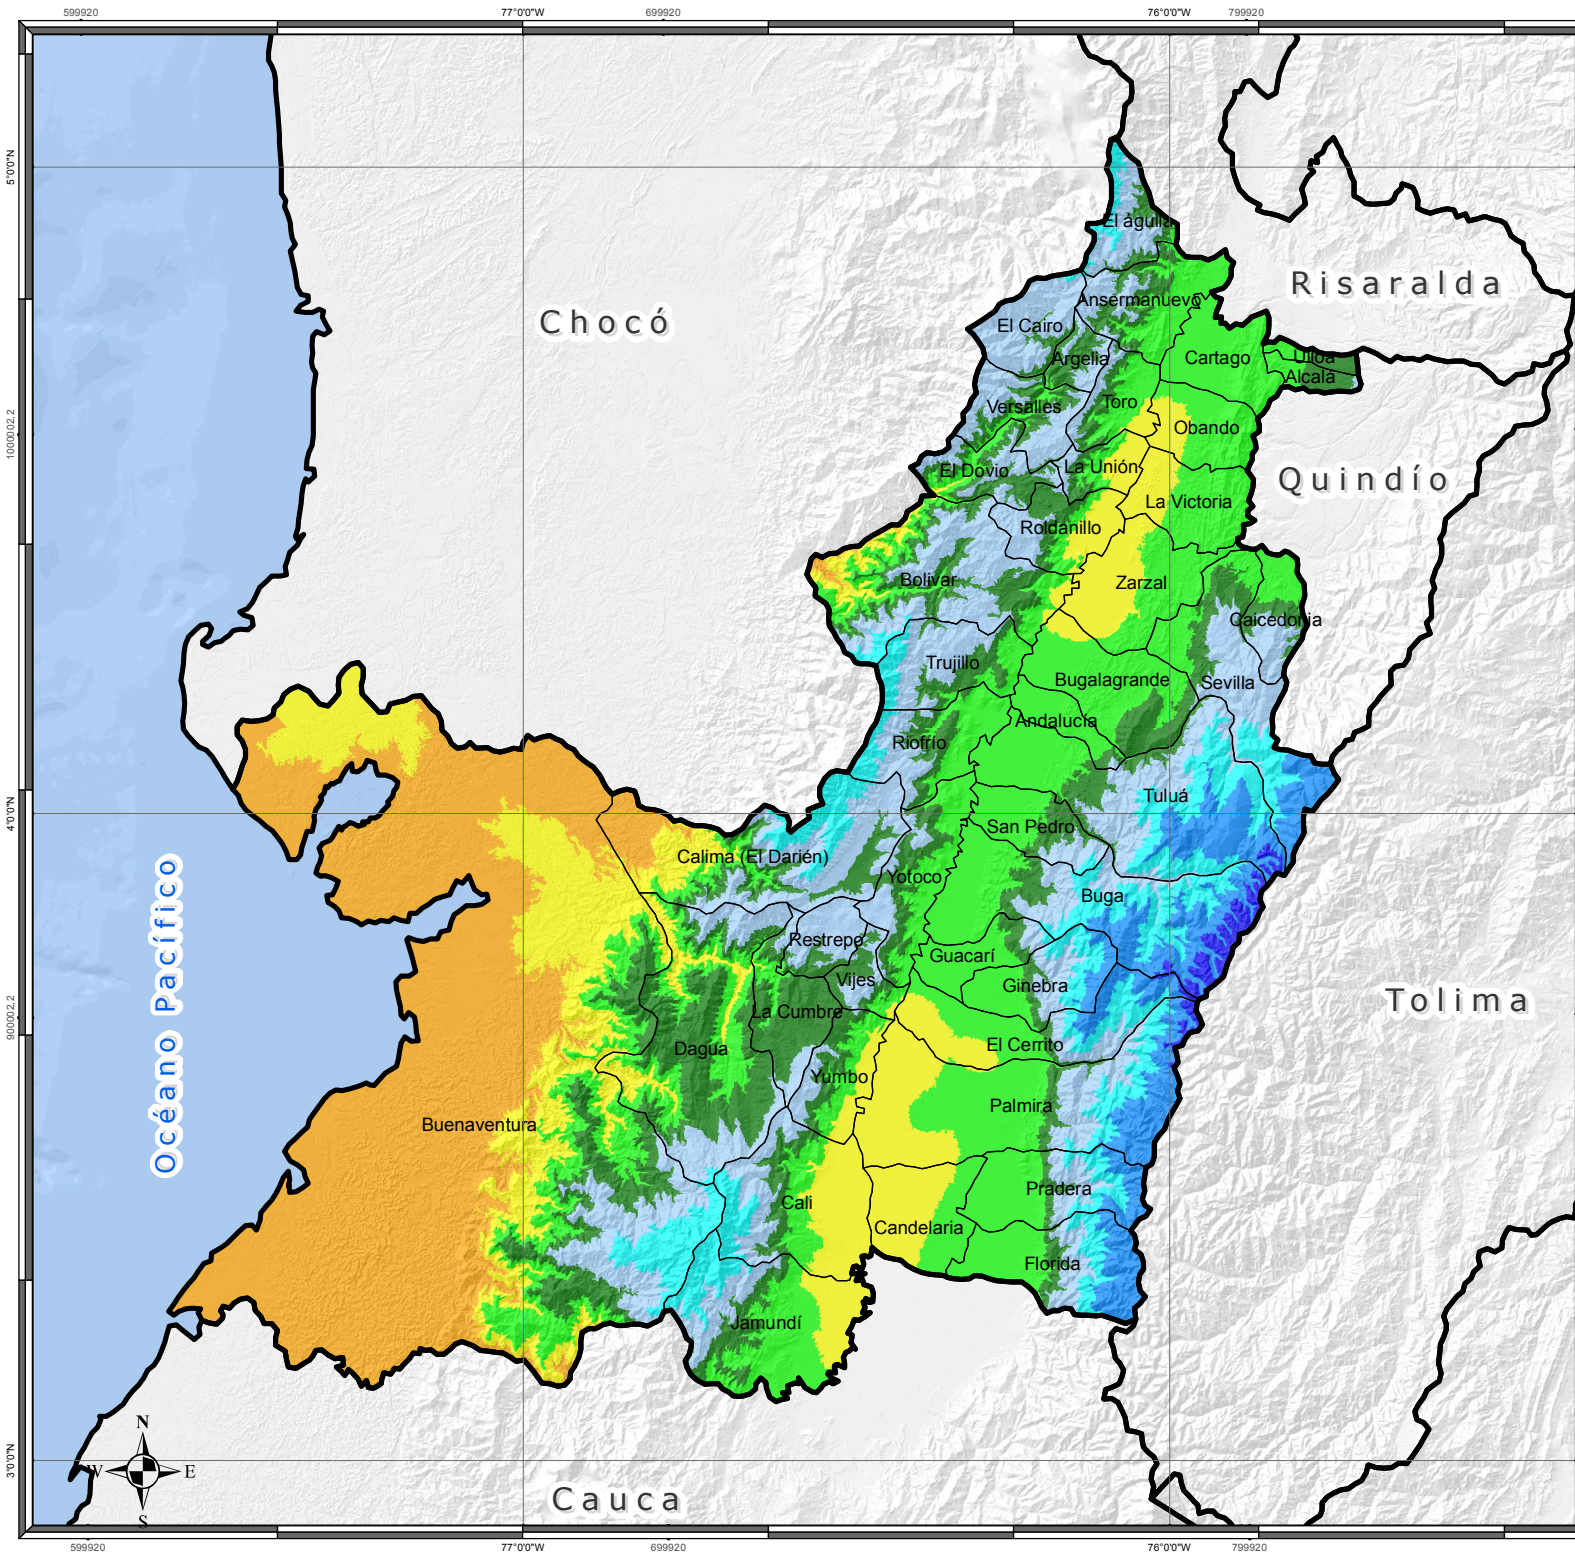 599920
77°0'0"W
699920
76°0'0"W
799920
5°0'0"N
1000002,2
4°0'0"N
900002,2
3°0'0"N
Chocó
Risaralda
Quindío
Tolima
Cauca
Océano Pacífico
El águila
Ansermanuevo
El Cairo
Argelia
Cartago
Ulloa
Alcalá
Versalles
Toro
Obando
El Dovio
La Unión
La Victoria
Roldanillo
Bolivar
Zarzal
Caicedonia
Trujillo
Bugalagrande
Sevilla
Andalucía
Riofrío
Tuluá
San Pedro
Calima (El Darién)
Yotoco
Buga
Restrepo
Guacarí
Vijes
Ginebra
La Cumbre
El Cerrito
Dagua
Yumbo
Palmira
Buenaventura
Pradera
Cali
Candelaria
Florida
Jamundí
N
W
E
S
599920
77°0'0"W
699920
76°0'0"W
799920